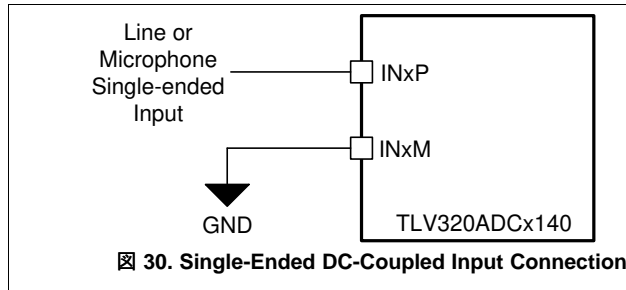 Line or
Microphone
Single-ended
Input
INxP
INxM
GND
TLV320ADCx140
図 30. Single-Ended DC-Coupled Input Connection